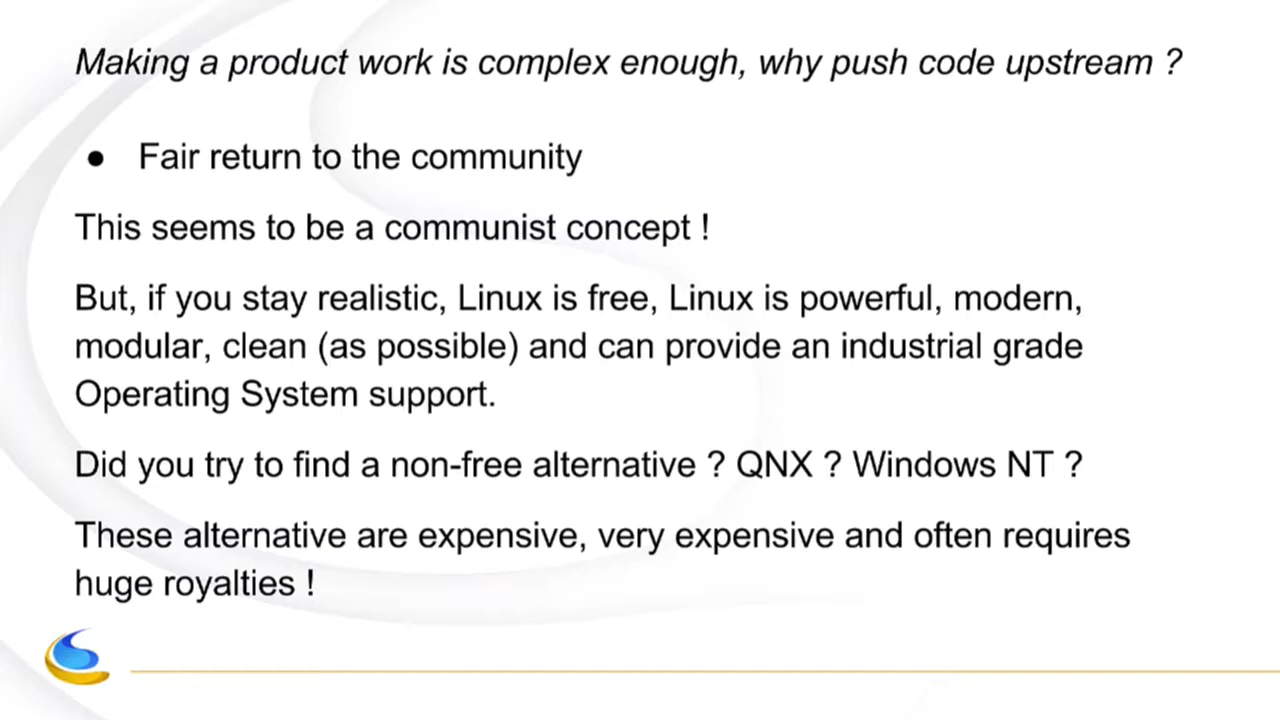 Making a product work is complex enough, why push code upstream ?
● Fair return to the community
This seems to be a communist concept !
But, if you stay realistic, Linux is free, Linux is powerful, modern,
modular, clean (as possible) and can provide an industrial grade
Operating System support.
Did you try to find a non-free alternative ? QNX ? Windows NT ?
These alternative are expensive, very expensive and often requires
huge royalties !